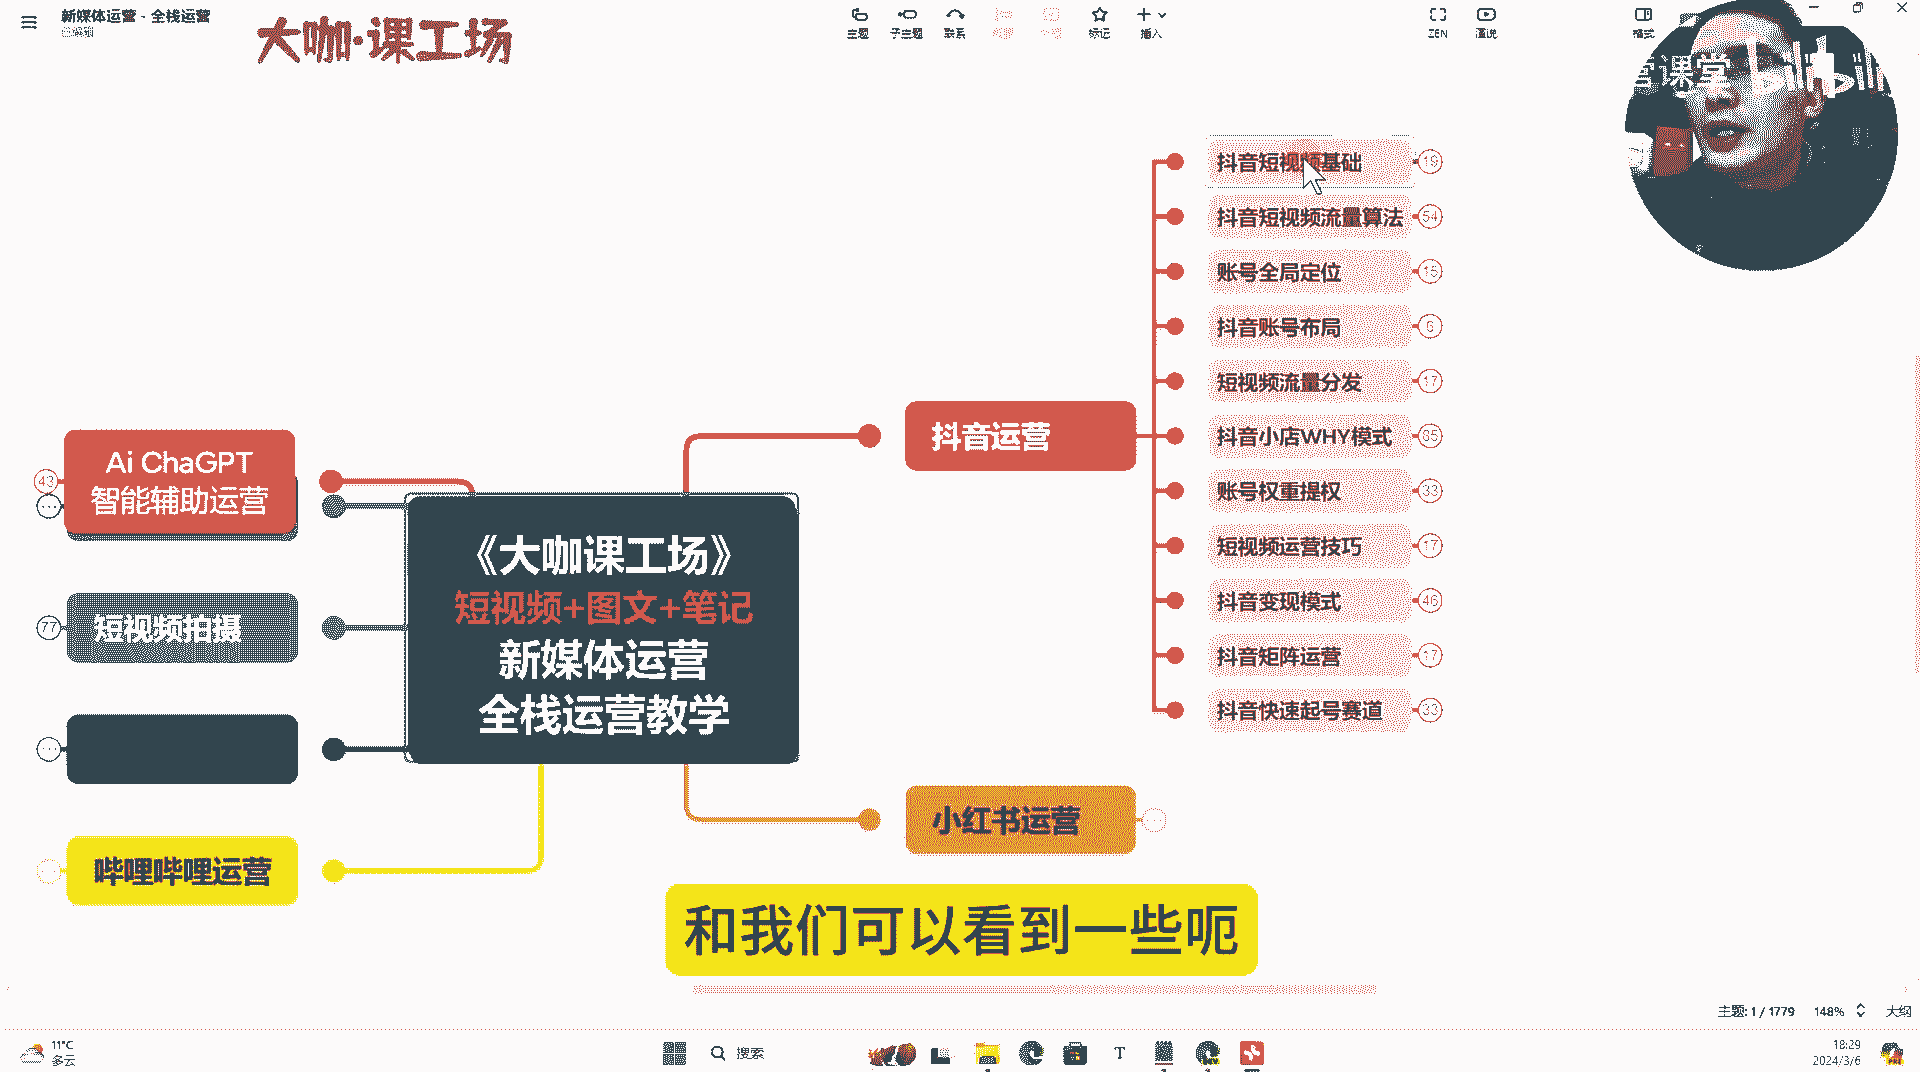 新媒体运营 - 全栈运营
大咖·课工场
主题
子主题
联系
标记
插入
ZEN
演说
格式
营课堂
bilibili
抖音短视频基础
19
抖音短视频流量算法
54
账号全局定位
15
抖音账号布局
6
短视频流量分发
17
抖音运营
抖音小店WHY模式
85
账号权重提权
33
短视频运营技巧
17
抖音变现模式
46
抖音矩阵运营
17
抖音快速起号赛道
33
Ai ChaGPT
智能辅助运营
43
短视频拍摄
77
哔哩哔哩运营
《大咖课工场》
短视频+图文+笔记
新媒体运营
全栈运营教学
小红书运营
和我们可以看到一些呃
主题: 1 / 1779
148%
大纲
11°C
多云
搜索
18:29
2024/3/6